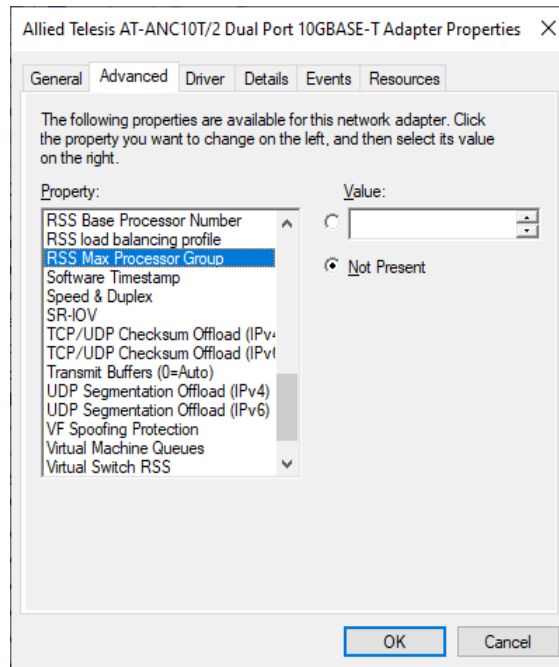 Allied Telesis AT-ANC10T/2 Dual Port 10GBASE-T Adapter Properties
General Advanced Driver Details Events Resources
The following properties are available for this network adapter. Click
the property you want to change on the left, and then select its value
on the right.
Property:
Value:
RSS Base Processor Number
RSS load balancing profile
RSS Max Processor Group
Not Present
Software Timestamp
Speed & Duplex
SR-IOV
TCP/UDP Checksum Offload (IPv4
TCP/UDP Checksum Offload (IPv6
Transmit Buffers (0=Auto)
UDP Segmentation Offload (IPv4)
UDP Segmentation Offload (IPv6)
VF Spoofing Protection
Virtual Machine Queues
Virtual Switch RSS
OK Cancel